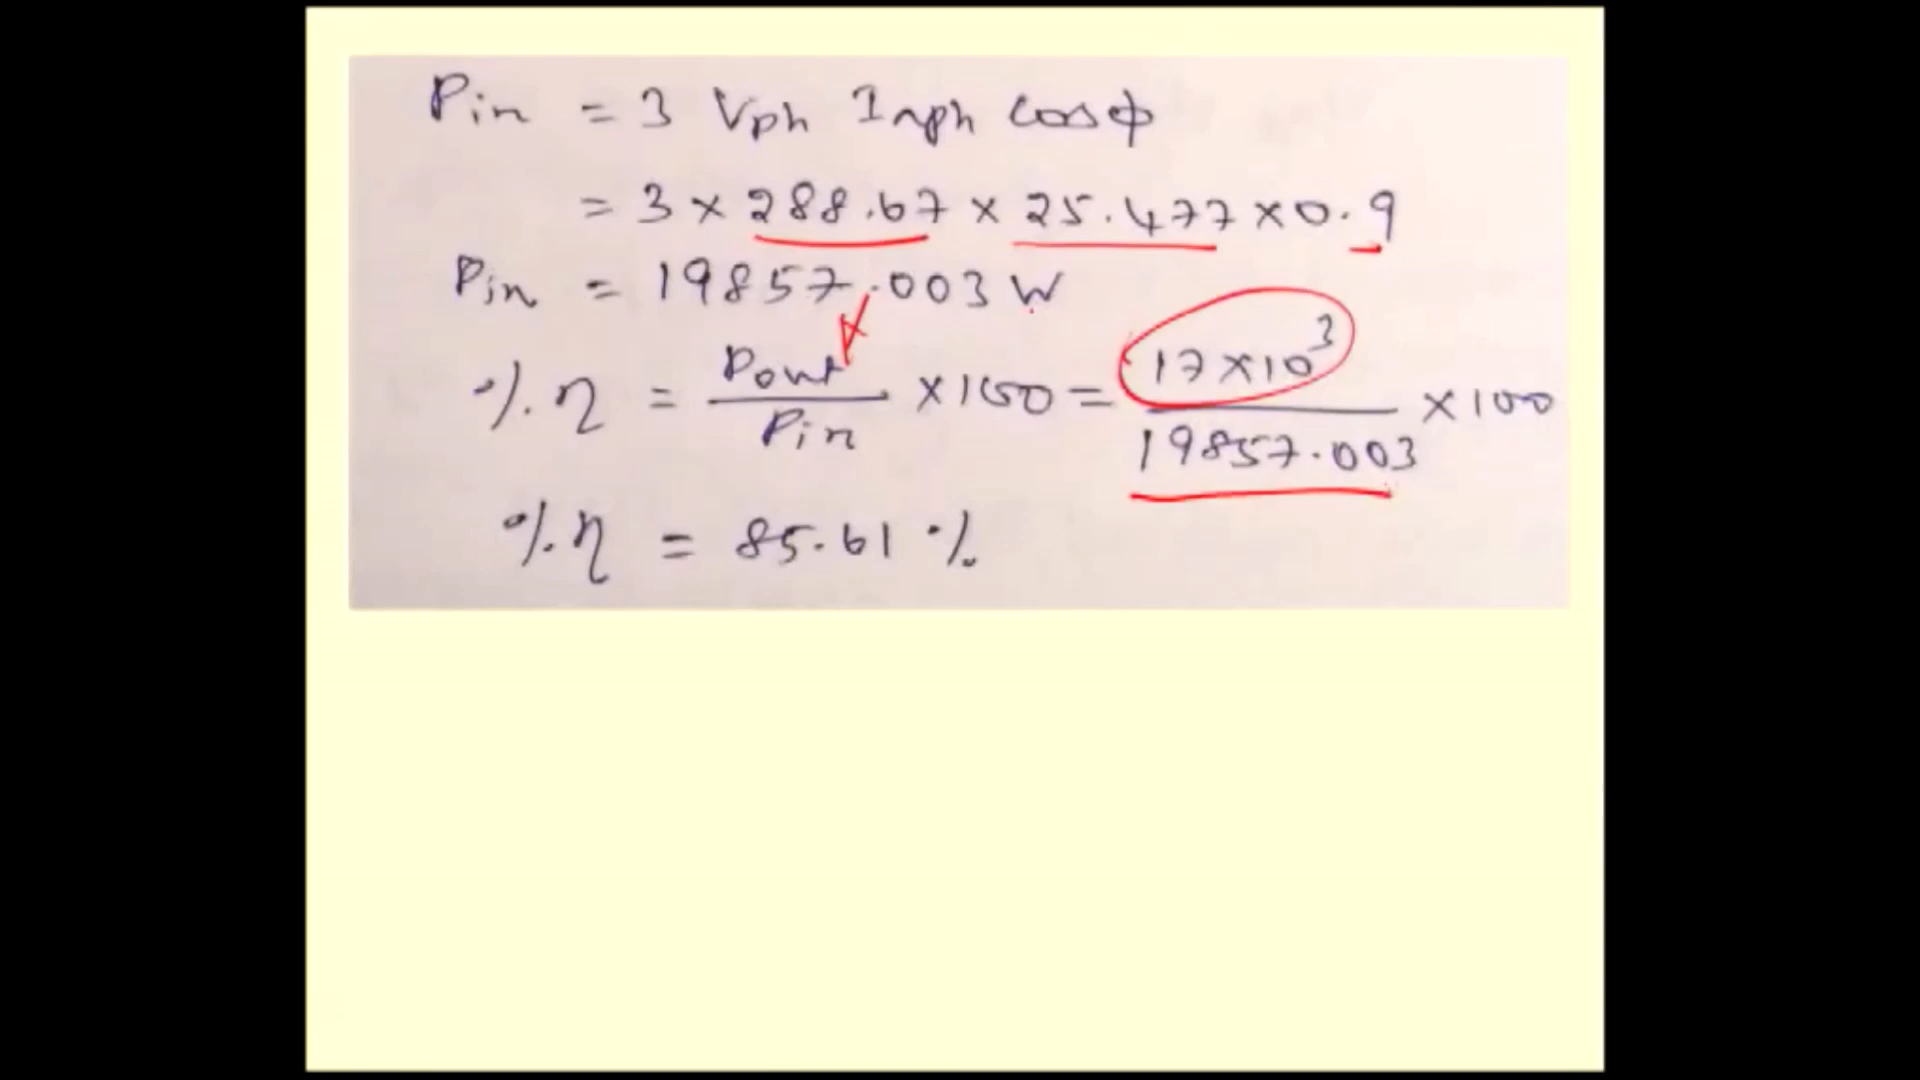 Pin = 3 Vph Inph cosϕ
= 3 × 288.67 × 25.477 × 0.9
Pin = 19857.003 W
%η = Pout/Pin × 100 = 17×10³/19857.003 × 100
%η = 85.61 %